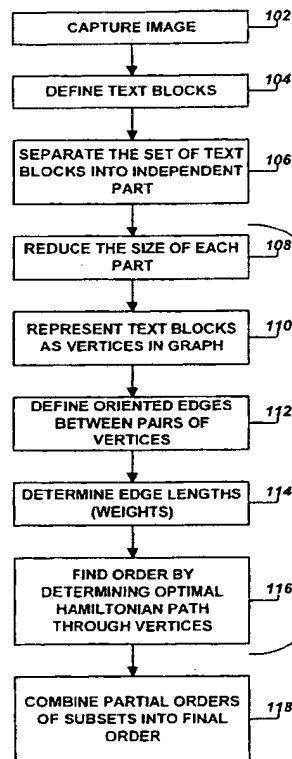 CAPTURE IMAGE
102
DEFINE TEXT BLOCKS
104
SEPARATE THE SET OF TEXT
BLOCKS INTO INDEPENDENT
PART
106
REDUCE THE SIZE OF EACH
PART
108
REPRESENT TEXT BLOCKS
AS VERTICES IN GRAPH
110
DEFINE ORIENTED EDGES
BETWEEN PAIRS OF
VERTICES
112
DETERMINE EDGE LENGTHS
(WEIGHTS)
114
FIND ORDER BY
DETERMINING OPTIMAL
HAMILTONIAN PATH
THROUGH VERTICES
116
COMBINE PARTIAL ORDERS
OF SUBSETS INTO FINAL
ORDER
118